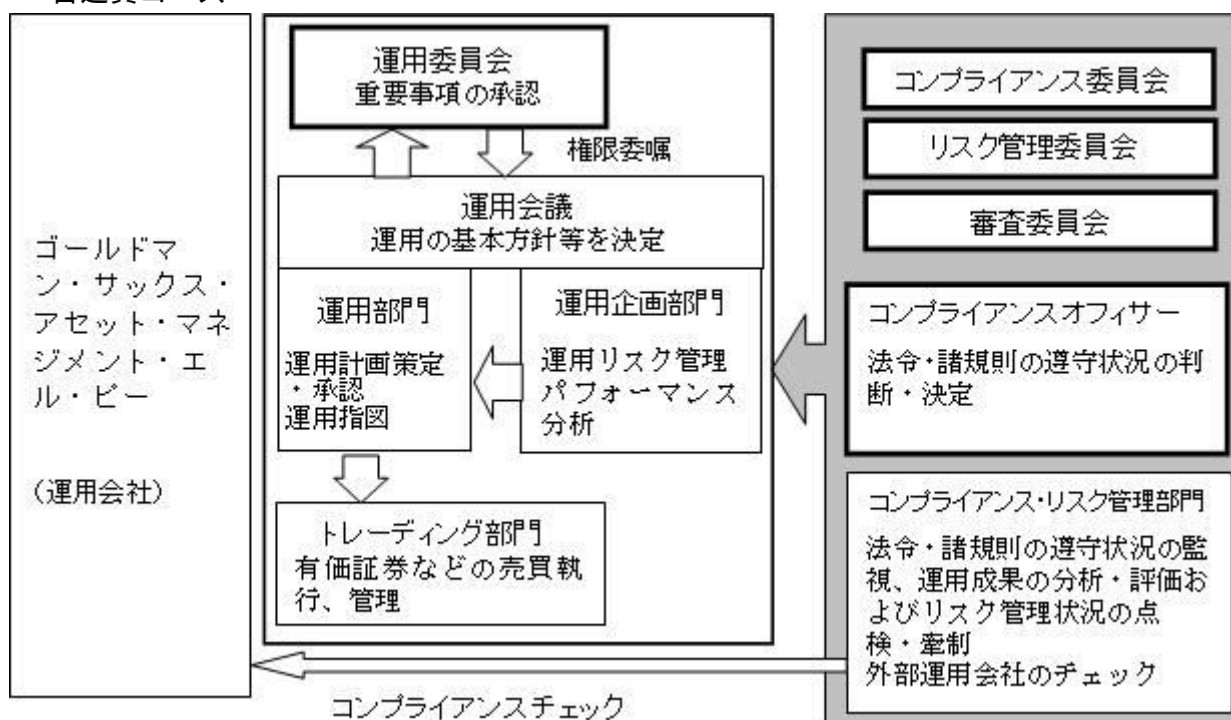 ゴールドマ
ン・サックス・
アセット・マネ
ジメント・エ
ル・ピー
(運用会社)
運用委員会
重要事項の承認
権限委嘱
運用会議
運用の基本方針等を決定
運用部門
運用計画策定
・承認
運用指図
運用企画部門
運用リスク管理
パフォーマンス
分析
トレーディング部門
有価証券などの売買執
行、管理
コンプライアンス委員会
リスク管理委員会
審査委員会
コンプライアンスオフィサー
法令・諸規則の遵守状況の判
断・決定
コンプライアンス・リスク管理部門
法令・諸規則の遵守状況の監
視、運用成果の分析・評価お
よびリスク管理状況の点
検・牽制
外部運用会社のチェック
コンプライアンスチェック